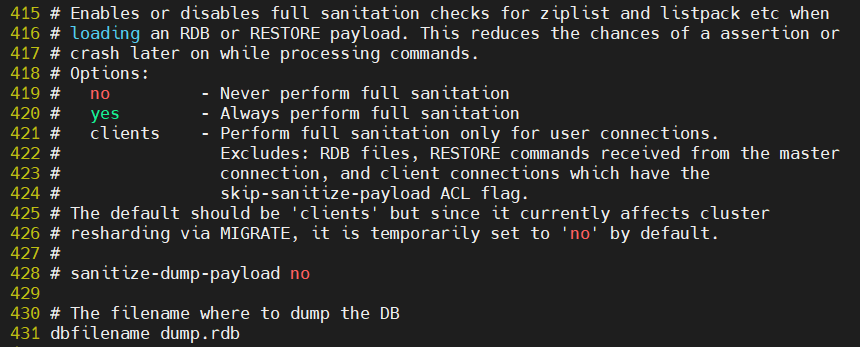 415 # Enables or disables full sanitation checks for ziplist and listpack etc when
416 # loading an RDB or RESTORE payload. This reduces the chances of a assertion or
417 # crash later on while processing commands.
418 # Options:
419 #   no         - Never perform full sanitation
420 #   yes        - Always perform full sanitation
421 #   clients    - Perform full sanitation only for user connections.
422 #                Excludes: RDB files, RESTORE commands received from the master
423 #                connection, and client connections which have the
424 #                skip-sanitize-payload ACL flag.
425 # The default should be 'clients' but since it currently affects cluster
426 # resharding via MIGRATE, it is temporarily set to 'no' by default.
427 #
428 # sanitize-dump-payload no
429
430 # The filename where to dump the DB
431 dbfilename dump.rdb